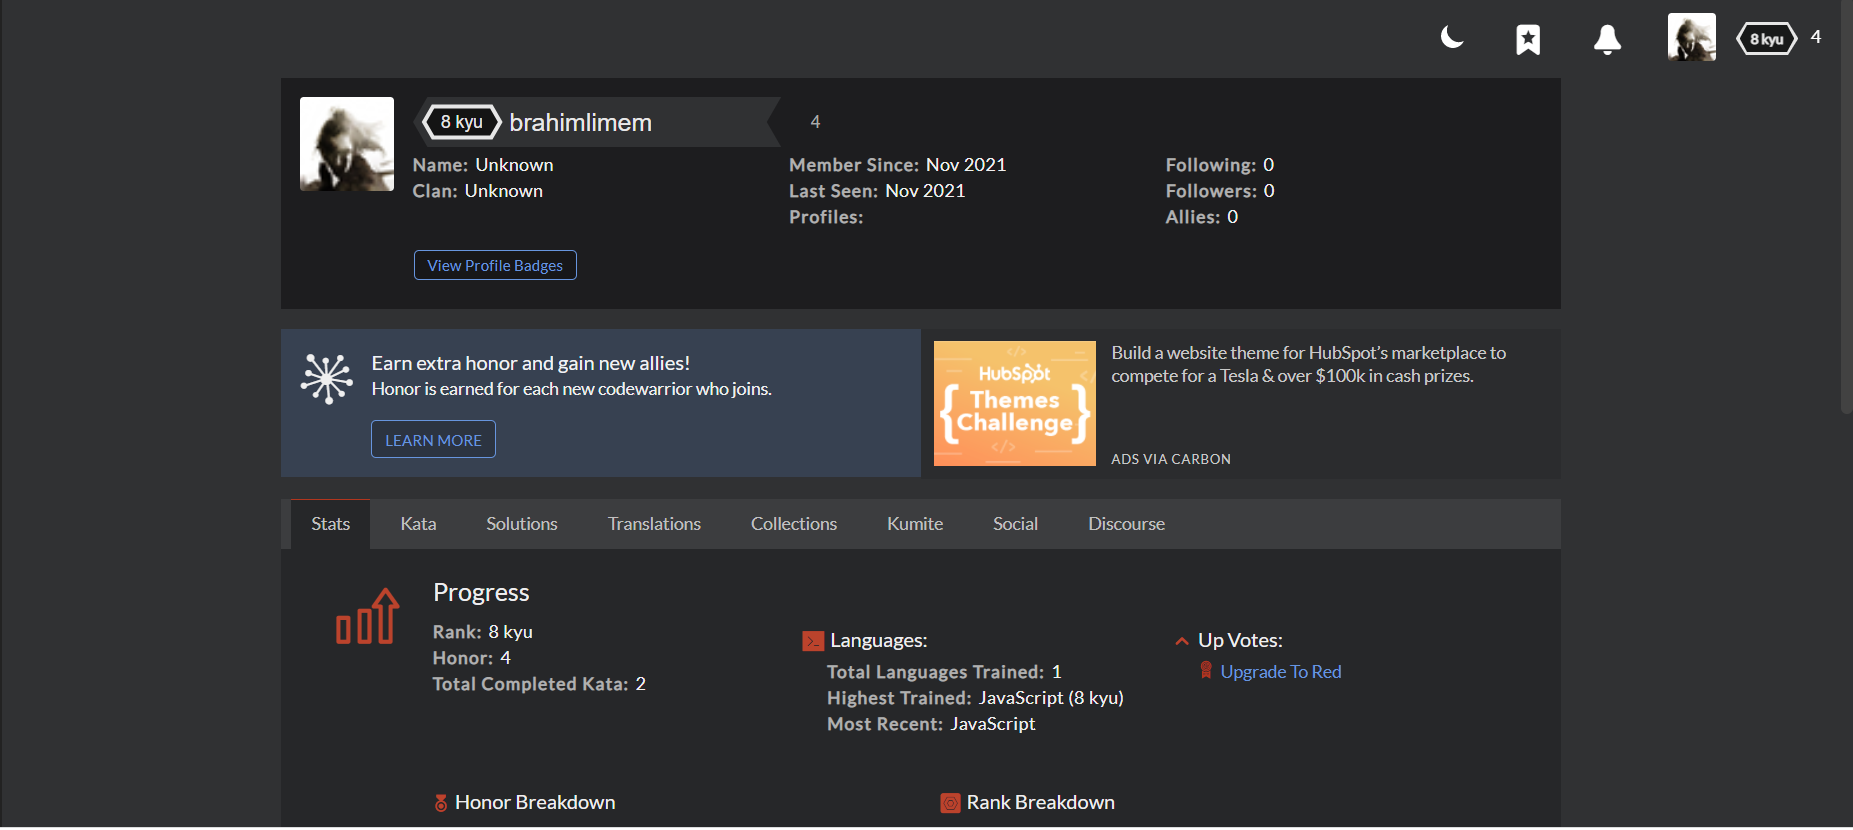 8 kyu 4
8 kyu brahimlimem 4
Name: Unknown
Clan: Unknown
Member Since: Nov 2021
Last Seen: Nov 2021
Profiles:
Following: 0
Followers: 0
Allies: 0
View Profile Badges
Earn extra honor and gain new allies!
Honor is earned for each new codewarrior who joins.
LEARN MORE
HubSpot
{Themes
Challenge}
</>
</>
Build a website theme for HubSpot's marketplace to
compete for a Tesla & over $100k in cash prizes.
ADS VIA CARBON
Stats Kata Solutions Translations Collections Kumite Social Discourse
Progress
Rank: 8 kyu
Honor: 4
Total Completed Kata: 2
Languages:
Total Languages Trained: 1
Highest Trained: JavaScript (8 kyu)
Most Recent: JavaScript
Up Votes:
Upgrade To Red
Honor Breakdown
Rank Breakdown